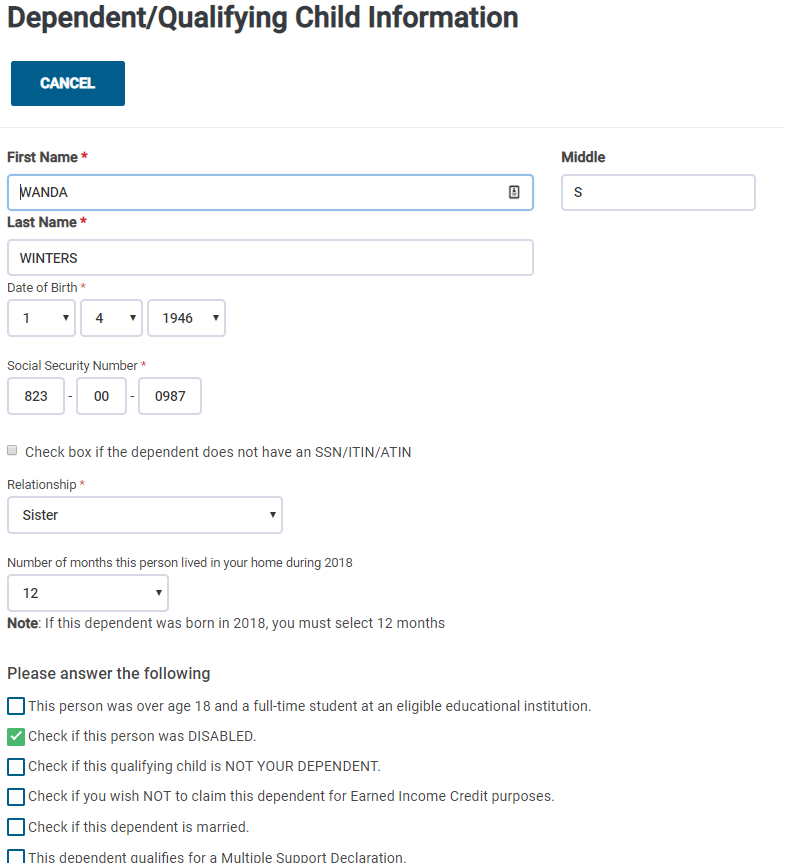 Dependent/Qualifying Child Information
CANCEL
First Name * Middle
WANDA S
Last Name *
WINTERS
Date of Birth *
1 4 1946
Social Security Number *
823 - 00 - 0987
Check box if the dependent does not have an SSN/ITIN/ATIN
Relationship *
Sister
Number of months this person lived in your home during 2018
12
Note: If this dependent was born in 2018, you must select 12 months
Please answer the following
This person was over age 18 and a full-time student at an eligible educational institution.
Check if this person was DISABLED.
Check if this qualifying child is NOT YOUR DEPENDENT.
Check if you wish NOT to claim this dependent for Earned Income Credit purposes.
Check if this dependent is married.
This dependent qualifies for a Multiple Support Declaration.